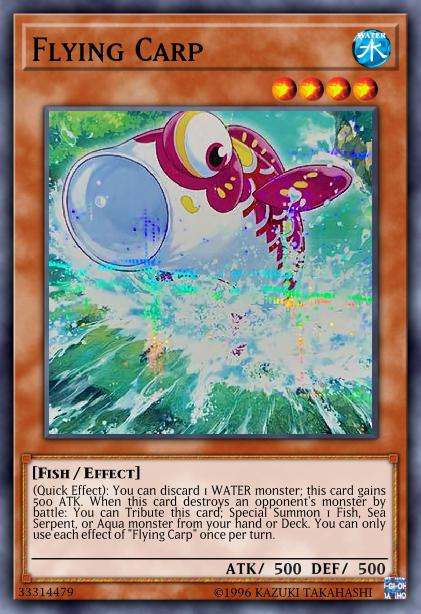 FLYING CARP
WATER
水
[FISH / EFFECT]
(Quick Effect): You can discard 1 WATER monster; this card gains
500 ATK. When this card destroys an opponent's monster by
battle: You can Tribute this card; Special Summon 1 Fish, Sea
Serpent, or Aqua monster from your hand or Deck. You can only
use each effect of "Flying Carp" once per turn.
ATK/ 500 DEF/ 500
33314479
©1996 KAZUKI TAKAHASHI